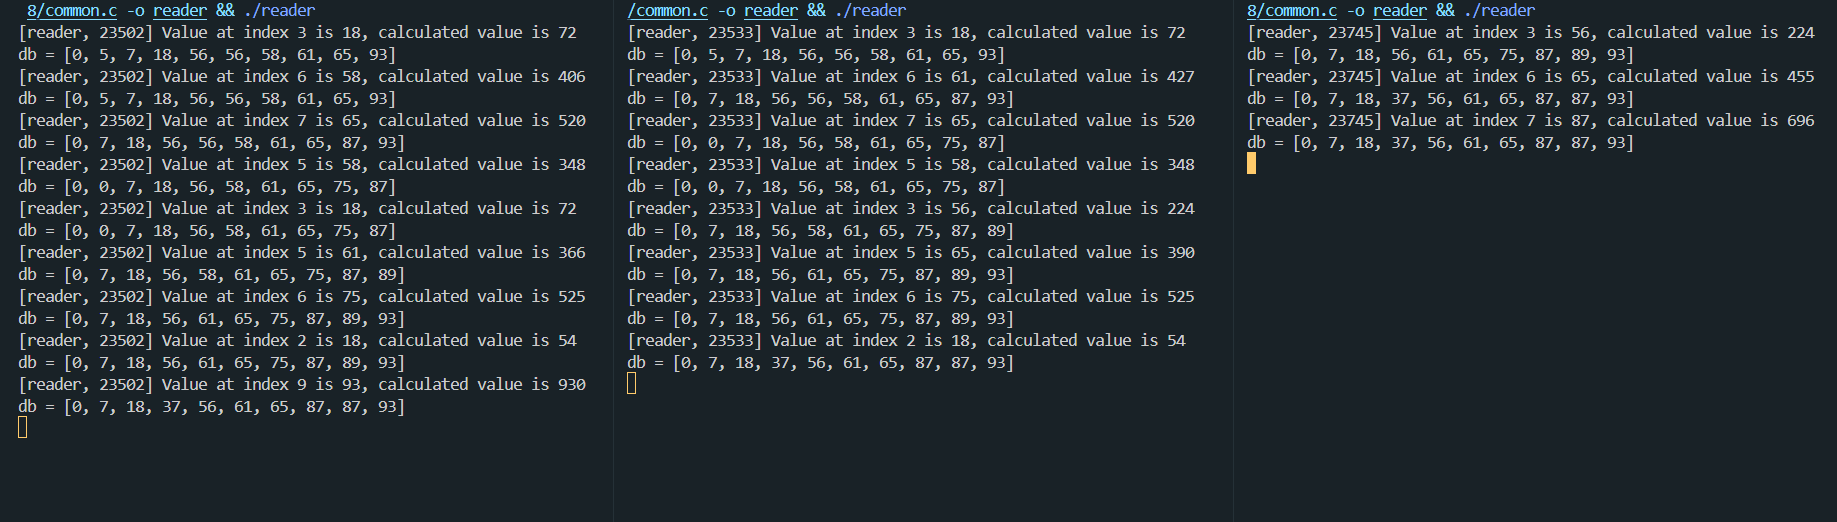 8/common.c -o reader && ./reader
[reader, 23502] Value at index 3 is 18, calculated value is 72
db = [0, 5, 7, 18, 56, 56, 58, 61, 65, 93]
[reader, 23502] Value at index 6 is 58, calculated value is 406
db = [0, 5, 7, 18, 56, 56, 58, 61, 65, 93]
[reader, 23502] Value at index 7 is 65, calculated value is 520
db = [0, 7, 18, 56, 56, 58, 61, 65, 87, 93]
[reader, 23502] Value at index 5 is 58, calculated value is 348
db = [0, 0, 7, 18, 56, 58, 61, 65, 75, 87]
[reader, 23502] Value at index 3 is 18, calculated value is 72
db = [0, 0, 7, 18, 56, 58, 61, 65, 75, 87]
[reader, 23502] Value at index 5 is 61, calculated value is 366
db = [0, 7, 18, 56, 58, 61, 65, 75, 87, 89]
[reader, 23502] Value at index 6 is 75, calculated value is 525
db = [0, 7, 18, 56, 61, 65, 75, 87, 89, 93]
[reader, 23502] Value at index 2 is 18, calculated value is 54
db = [0, 7, 18, 56, 61, 65, 75, 87, 89, 93]
[reader, 23502] Value at index 9 is 93, calculated value is 930
db = [0, 7, 18, 37, 56, 61, 65, 87, 87, 93]
/common.c -o reader && ./reader
[reader, 23533] Value at index 3 is 18, calculated value is 72
db = [0, 5, 7, 18, 56, 56, 58, 61, 65, 93]
[reader, 23533] Value at index 6 is 61, calculated value is 427
db = [0, 7, 18, 56, 56, 58, 61, 65, 87, 93]
[reader, 23533] Value at index 7 is 65, calculated value is 520
db = [0, 0, 7, 18, 56, 58, 61, 65, 75, 87]
[reader, 23533] Value at index 5 is 58, calculated value is 348
db = [0, 0, 7, 18, 56, 58, 61, 65, 75, 87]
[reader, 23533] Value at index 3 is 56, calculated value is 224
db = [0, 7, 18, 56, 58, 61, 65, 75, 87, 89]
[reader, 23533] Value at index 5 is 65, calculated value is 390
db = [0, 7, 18, 56, 61, 65, 75, 87, 89, 93]
[reader, 23533] Value at index 6 is 75, calculated value is 525
db = [0, 7, 18, 56, 61, 65, 75, 87, 89, 93]
[reader, 23533] Value at index 2 is 18, calculated value is 54
db = [0, 7, 18, 37, 56, 61, 65, 87, 87, 93]
8/common.c -o reader && ./reader
[reader, 23745] Value at index 3 is 56, calculated value is 224
db = [0, 7, 18, 56, 61, 65, 75, 87, 89, 93]
[reader, 23745] Value at index 6 is 65, calculated value is 455
db = [0, 7, 18, 37, 56, 61, 65, 87, 87, 93]
[reader, 23745] Value at index 7 is 87, calculated value is 696
db = [0, 7, 18, 37, 56, 61, 65, 87, 87, 93]